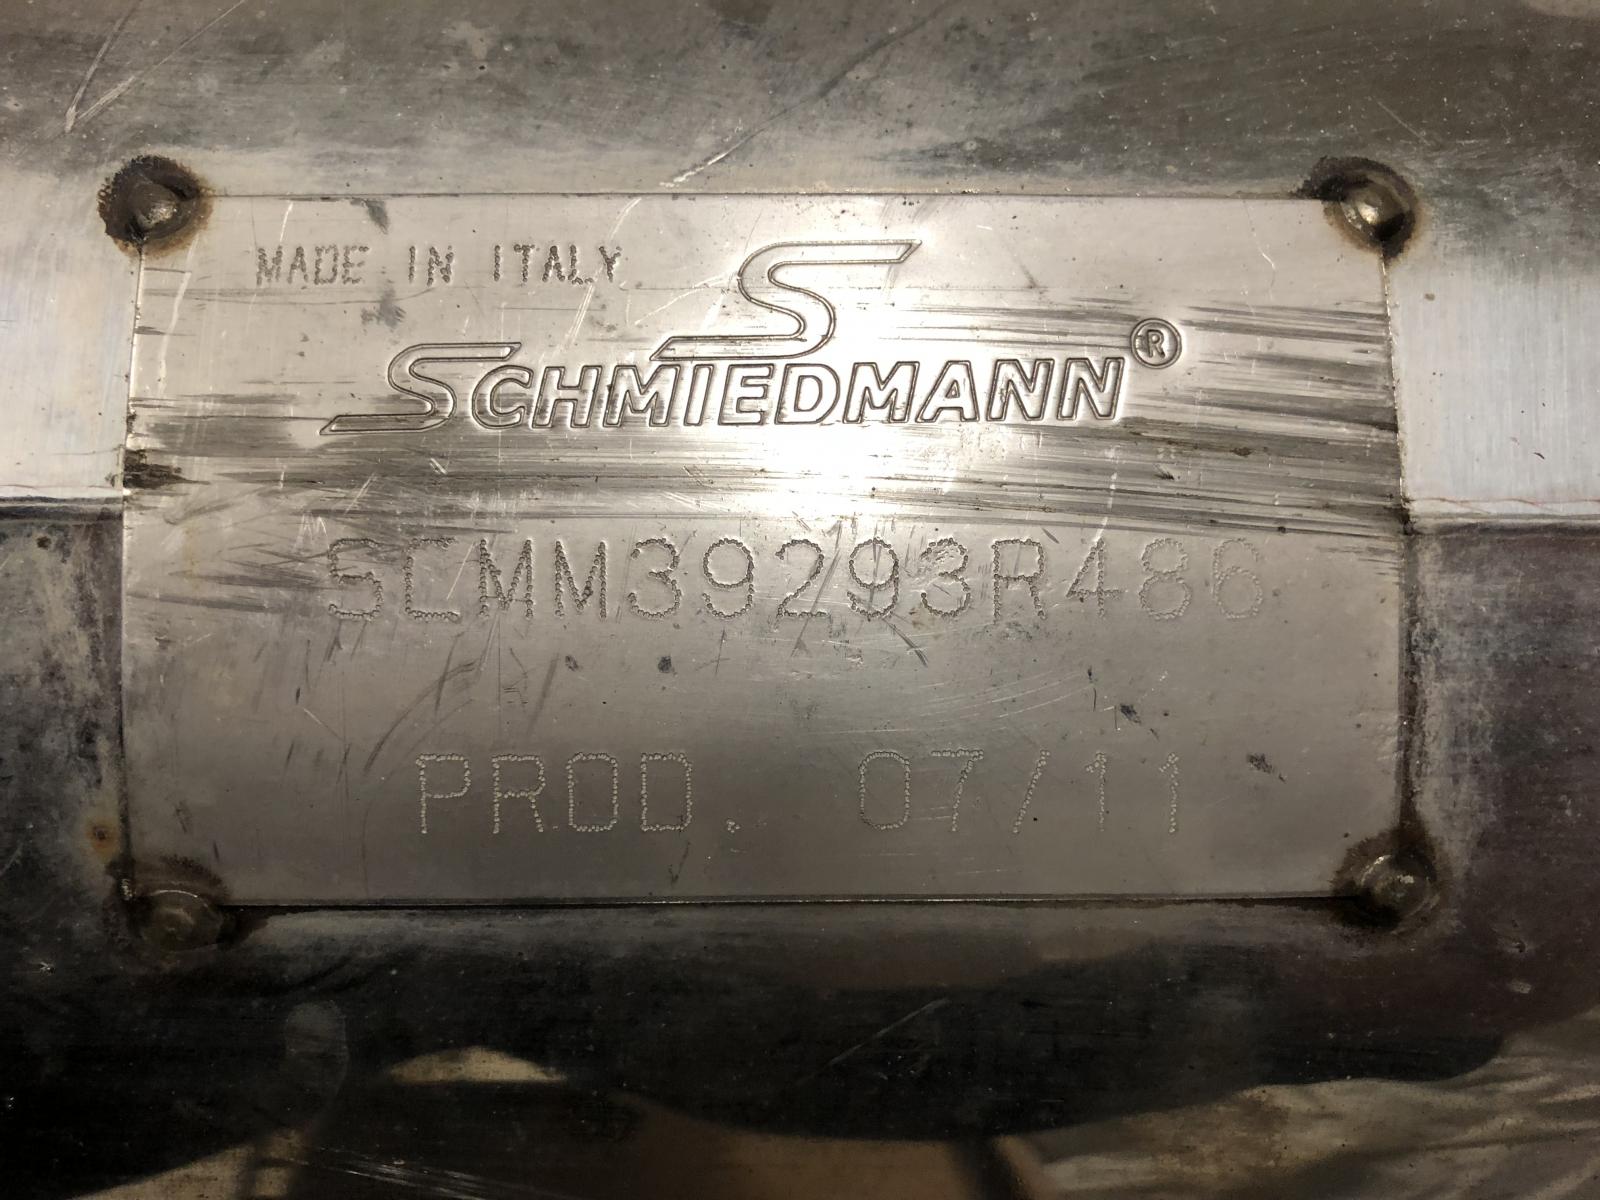 MADE IN ITALY
S
SCHMIEDMANN®
SCMM39293R486
PROD. 07/11